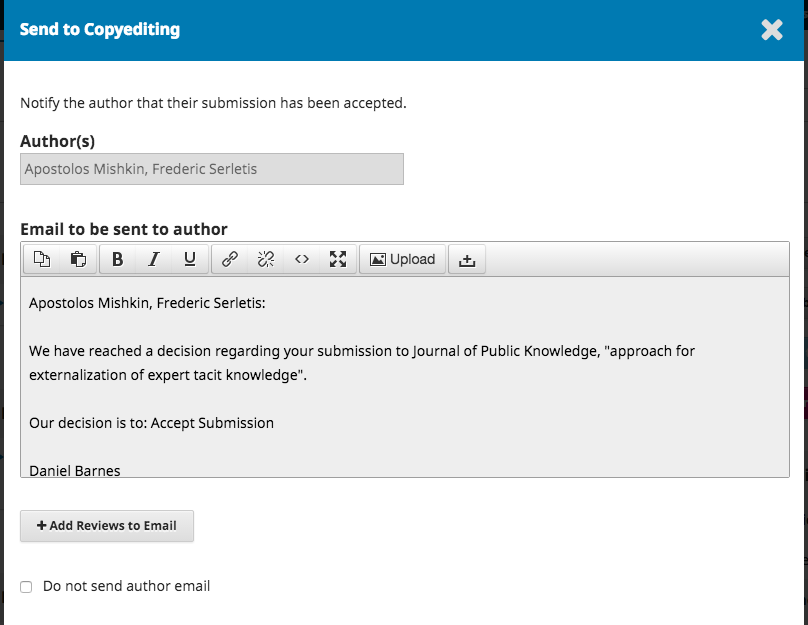 Send to Copyediting
Notify the author that their submission has been accepted.
Author(s)
Apostolos Mishkin, Frederic Serletis
Email to be sent to author
B I U Upload
Apostolos Mishkin, Frederic Serletis:
We have reached a decision regarding your submission to Journal of Public Knowledge, "approach for
externalization of expert tacit knowledge".
Our decision is to: Accept Submission
Daniel Barnes
+ Add Reviews to Email
Do not send author email